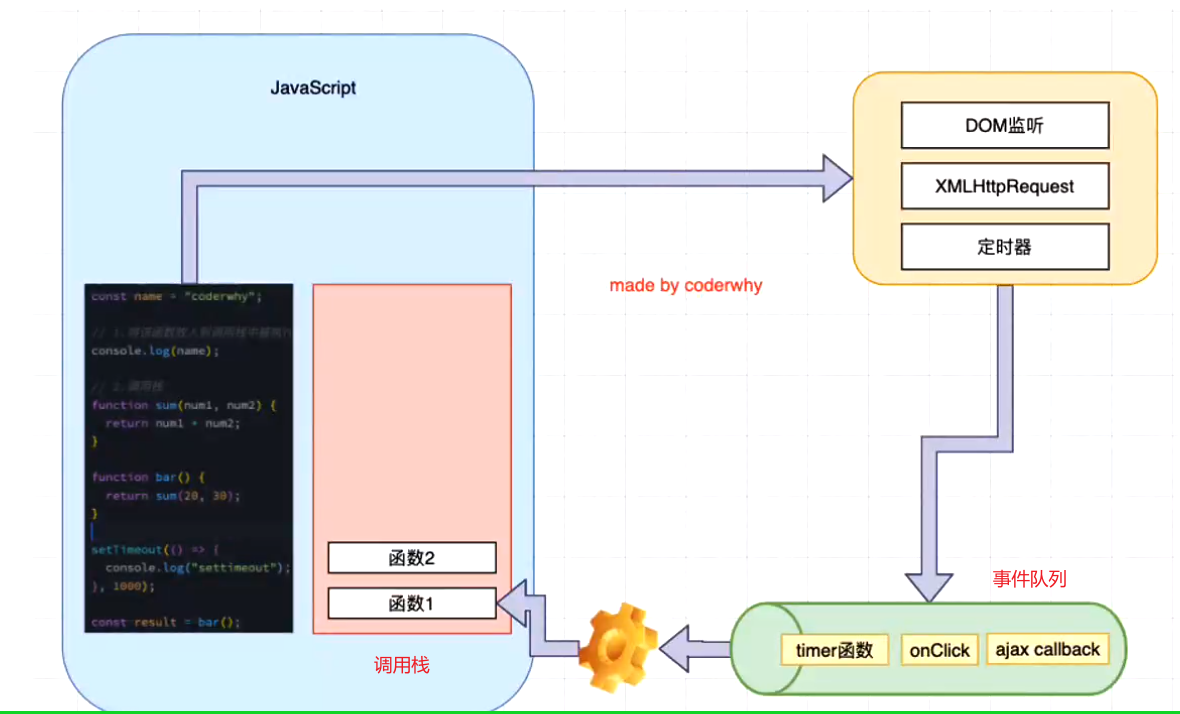 JavaScript
DOM监听
XMLHttpRequest
定时器
made by coderwhy
const name = "coderwhy";
console.log(name);
// 2.调用栈
function sum(num1, num2) {
return num1 + num2;
}
function bar() {
return sum(20, 30);
}
setTimeout(() => {
console.log("settimeout");
}, 1000);
const result = bar();
函数2
函数1
调用栈
事件队列
timer函数
onClick
ajax callback